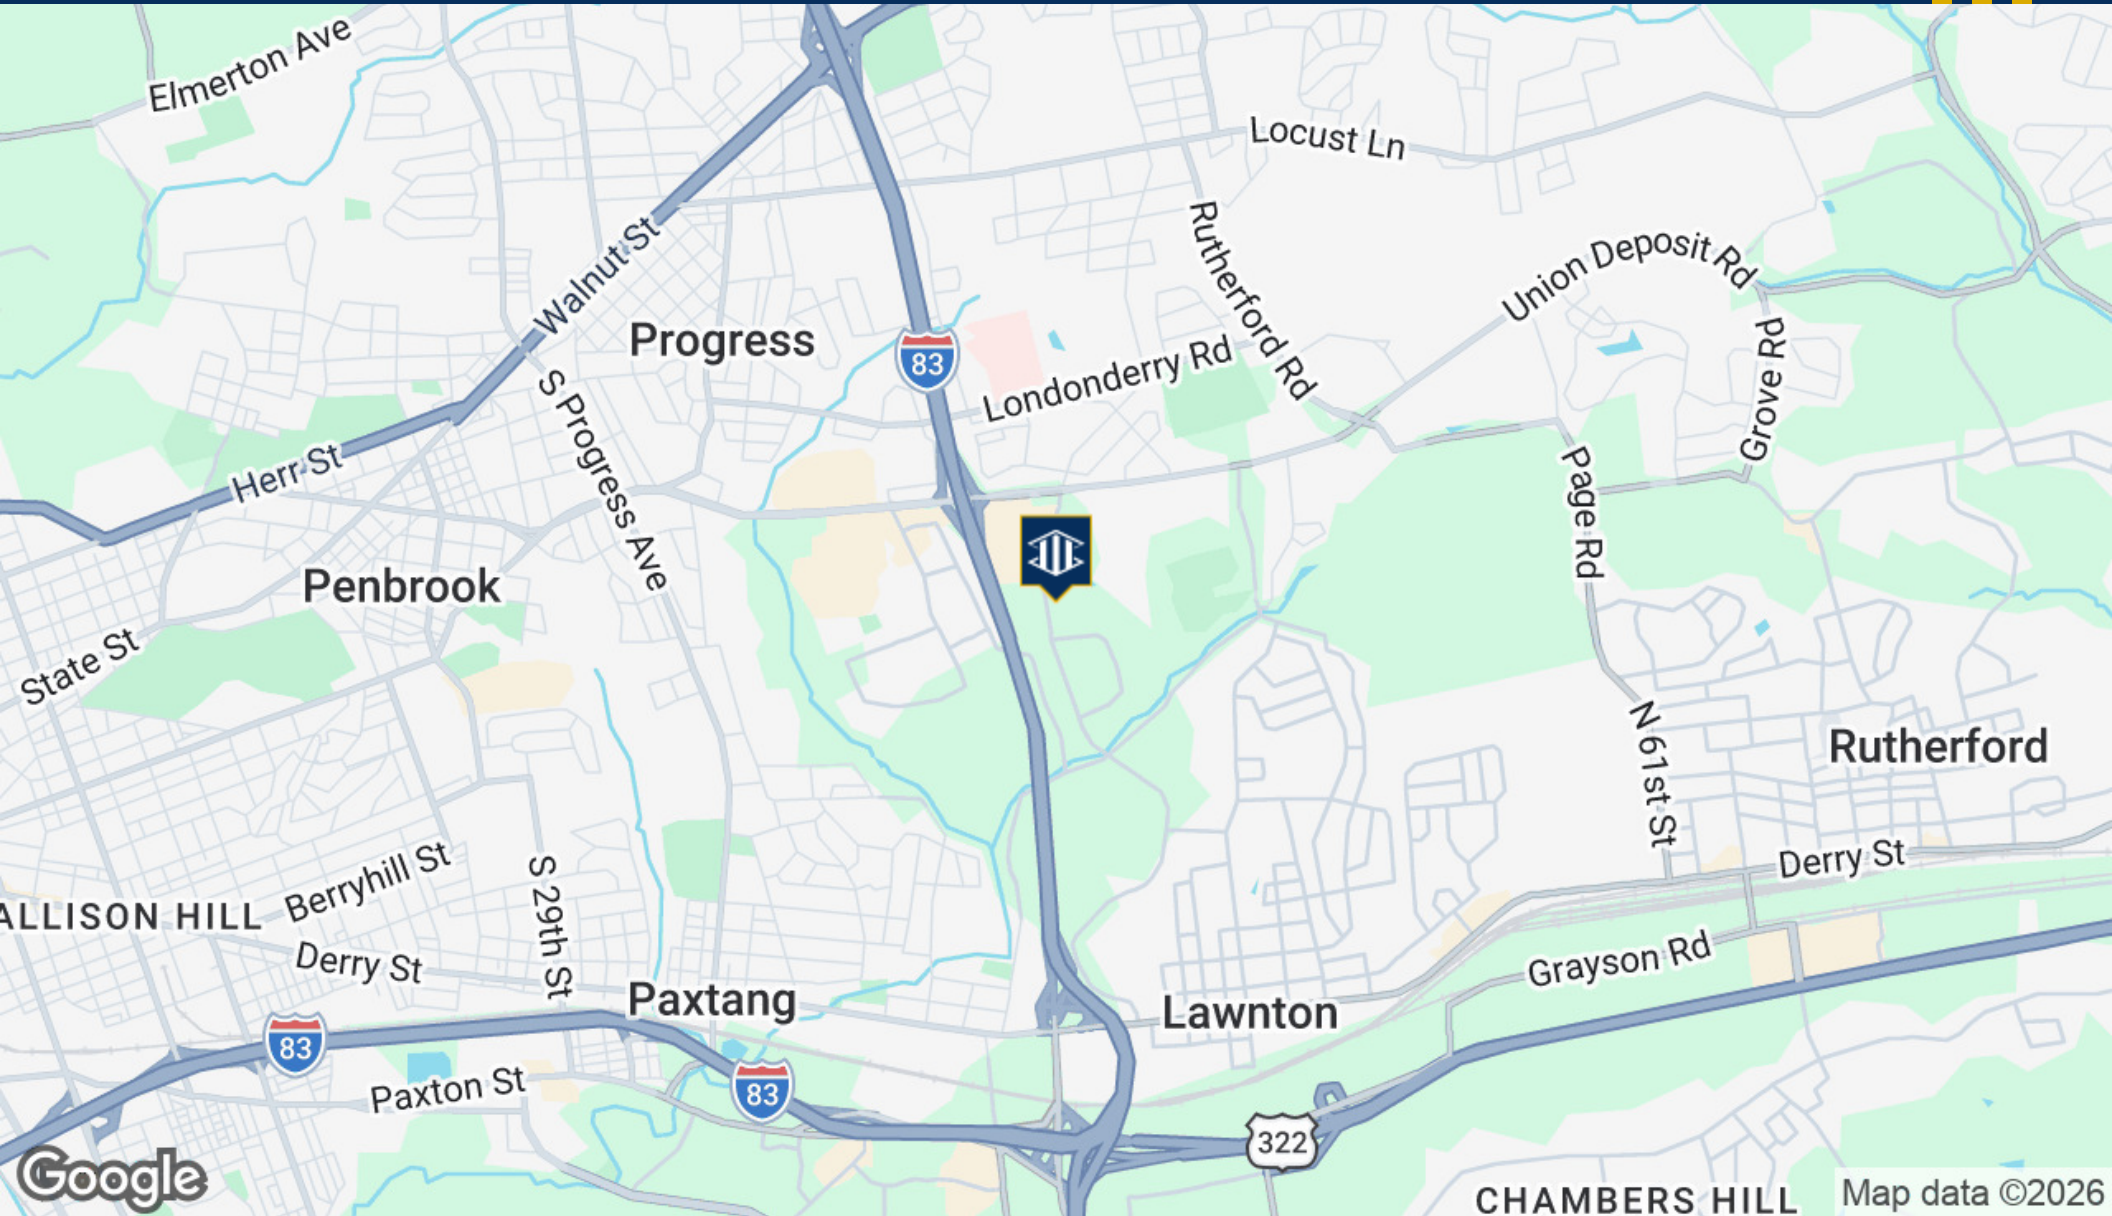 Elmerton Ave
Locust Ln
Walnut St
Rutherford Rd
Union Deposit Rd
Progress
83
Londonderry Rd
Grove Rd
S Progress Ave
Herr St
Page Rd
Penbrook
State St
N 61st St
Rutherford
Derry St
Berryhill St
S 29th St
ALLISON HILL
Derry St
Grayson Rd
Paxtang
Lawnton
83
83
Paxton St
322
Google
CHAMBERS HILL
Map data ©2026